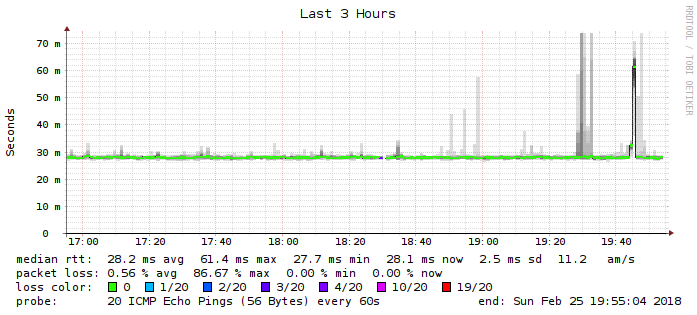 Last 3 Hours
RRDTOOL / TOBI OETIKER
Seconds
70 m
60 m
50 m
40 m
30 m
20 m
10 m
0
17:00 17:20 17:40 18:00 18:20 18:40 19:00 19:20 19:40
median rtt: 28.2 ms avg 61.4 ms max 27.7 ms min 28.1 ms now 2.5 ms sd 11.2 am/s
packet loss: 0.56 % avg 86.67 % max 0.00 % min 0.00 % now
loss color: 0 1/20 2/20 3/20 4/20 10/20 19/20
probe: 20 ICMP Echo Pings (56 Bytes) every 60s end: Sun Feb 25 19:55:04 2018